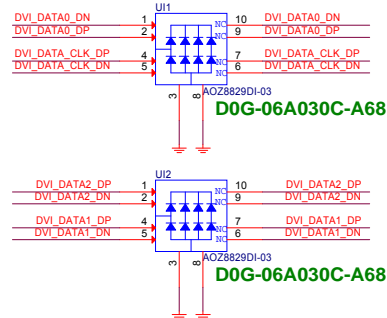 UI1
DVI_DATA0_DN 1 NC 10 DVI_DATA0_DN
DVI_DATA0_DP 2 NC 9 DVI_DATA0_DP
DVI_DATA_CLK_DP 4 NC 7 DVI_DATA_CLK_DP
DVI_DATA_CLK_DN 5 NC 6 DVI_DATA_CLK_DN
3 8 AOZ8829DI-03
D0G-06A030C-A68
UI2
DVI_DATA2_DP 1 NC 10 DVI_DATA2_DP
DVI_DATA2_DN 2 NC 9 DVI_DATA2_DN
DVI_DATA1_DP 4 NC 7 DVI_DATA1_DP
DVI_DATA1_DN 5 NC 6 DVI_DATA1_DN
3 8 AOZ8829DI-03
D0G-06A030C-A68